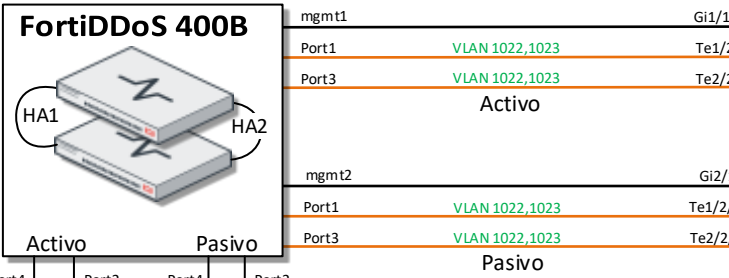 FortiDDoS 400B
HA1
HA2
Activo
Pasivo
mgmt1
Gi1/1
Port1
VLAN 1022,1023
Te1/2
Port3
VLAN 1022,1023
Te2/2
Activo
mgmt2
Gi2/
Port1
VLAN 1022,1023
Te1/2,
Port3
VLAN 1022,1023
Te2/2,
Pasivo